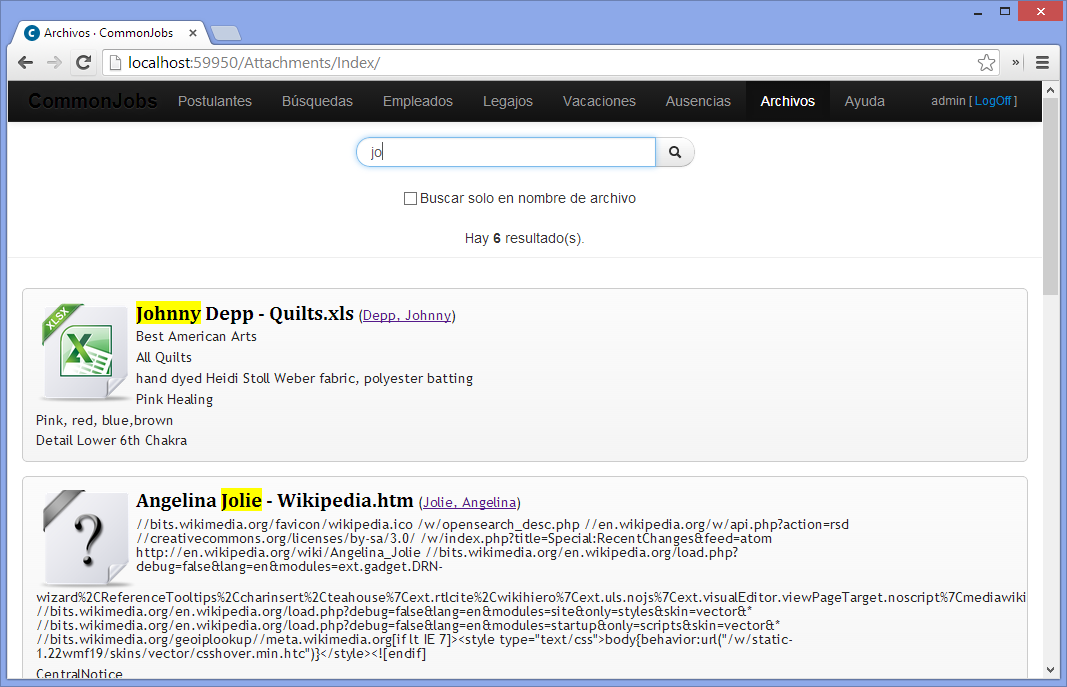 Archivos · CommonJobs
localhost:59950/Attachments/Index/
CommonJobs Postulantes Búsquedas Empleados Legajos Vacaciones Ausencias Archivos Ayuda admin [ LogOff ]
jo
Buscar solo en nombre de archivo
Hay 6 resultado(s).
XLSX
Johnny Depp - Quilts.xls (Depp, Johnny)
Best American Arts
All Quilts
hand dyed Heidi Stoll Weber fabric, polyester batting
Pink Healing
Pink, red, blue,brown
Detail Lower 6th Chakra
Angelina Jolie - Wikipedia.htm (Jolie, Angelina)
//bits.wikimedia.org/favicon/wikipedia.ico /w/opensearch_desc.php //en.wikipedia.org/w/api.php?action=rsd
//creativecommons.org/licenses/by-sa/3.0/ /w/index.php?title=Special:RecentChanges&feed=atom
http://en.wikipedia.org/wiki/Angelina_Jolie //bits.wikimedia.org/en.wikipedia.org/load.php?
debug=false&lang=en&modules=ext.gadget.DRN-
wizard%2CReferenceTooltips%2Ccharinsert%2Cteahouse%7Cext.rtlcite%2Cwikihiero%7Cext.uls.nojs%7Cext.visualEditor.viewPageTarget.noscript%7Cmediawiki
//bits.wikimedia.org/en.wikipedia.org/load.php?debug=false&lang=en&modules=site&only=styles&skin=vector&*
//bits.wikimedia.org/en.wikipedia.org/load.php?debug=false&lang=en&modules=startup&only=scripts&skin=vector&*
//bits.wikimedia.org/geoiplookup//meta.wikimedia.org[if lt IE 7]><style type="text/css">body{behavior:url("/w/static-
1.22wmf19/skins/vector/csshover.min.htc")}</style><![endif]
CentralNotice